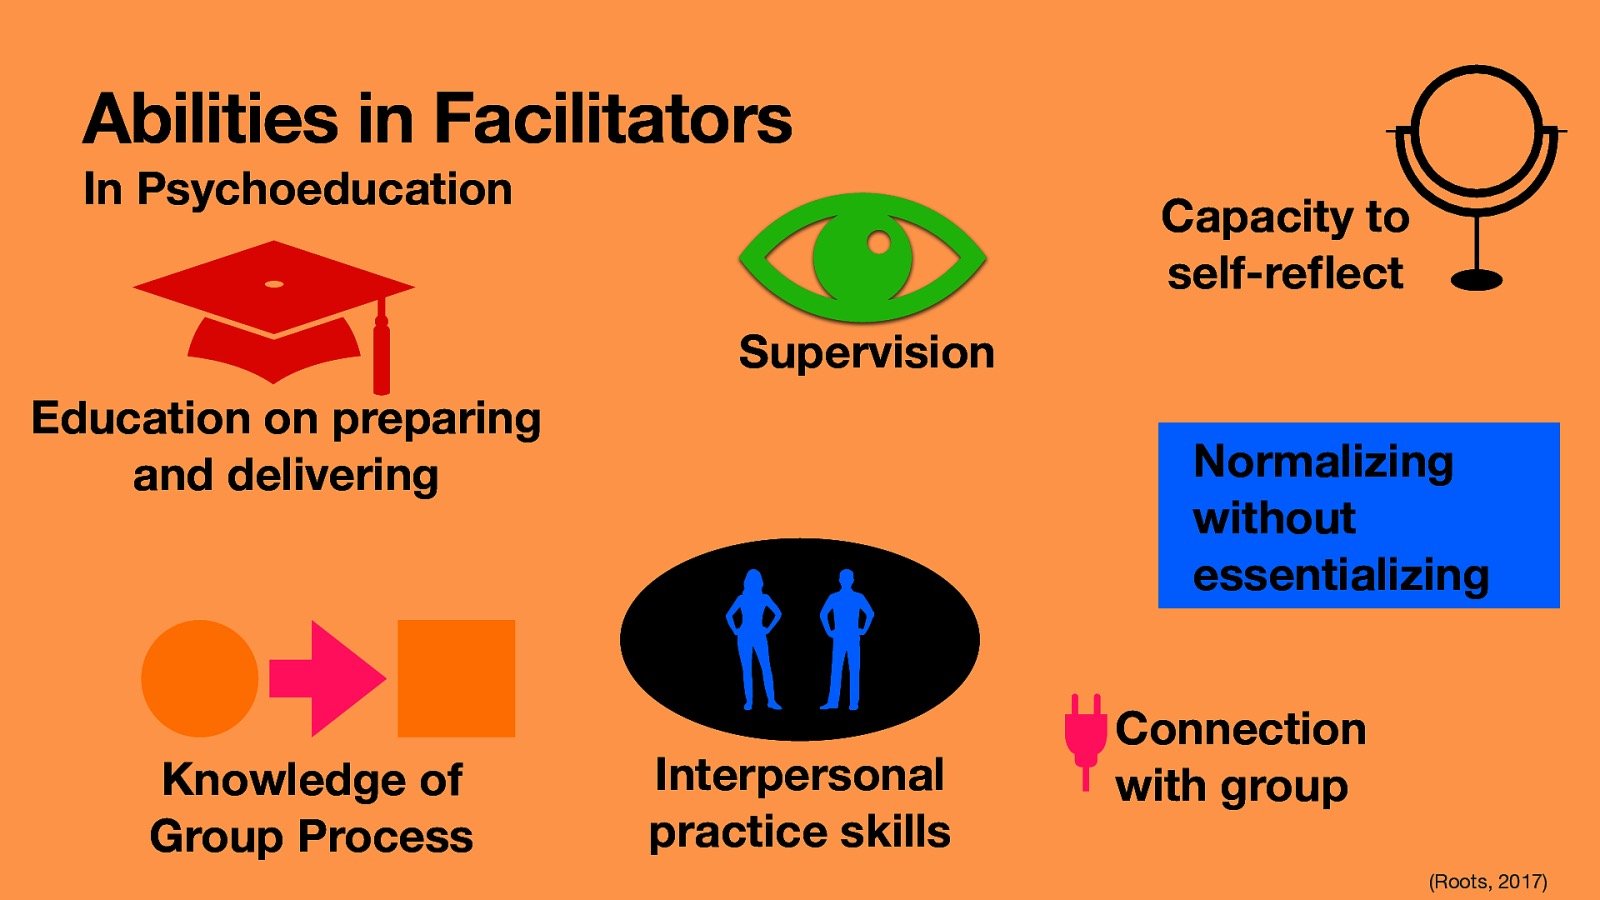 Abilities in Facilitators
In Psychoeducation
Education on preparing
and delivering
Supervision
Capacity to
self-reflect
Normalizing
without
essentializing
Knowledge of
Group Process
Interpersonal
practice skills
Connection
with group
(Roots, 2017)